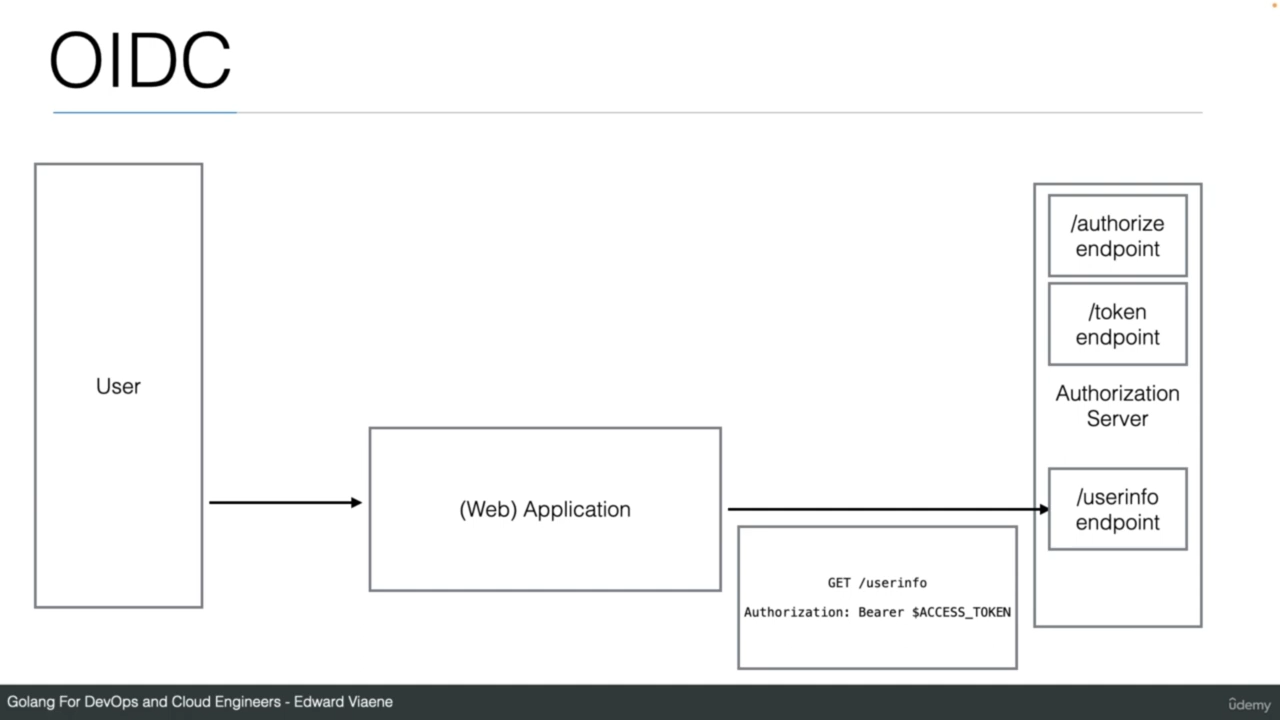 OIDC
User
(Web) Application
/authorize
endpoint
/token
endpoint
Authorization
Server
/userinfo
endpoint
GET /userinfo
Authorization: Bearer $ACCESS_TOKEN
Golang For DevOps and Cloud Engineers - Edward Viaene
ûdemy